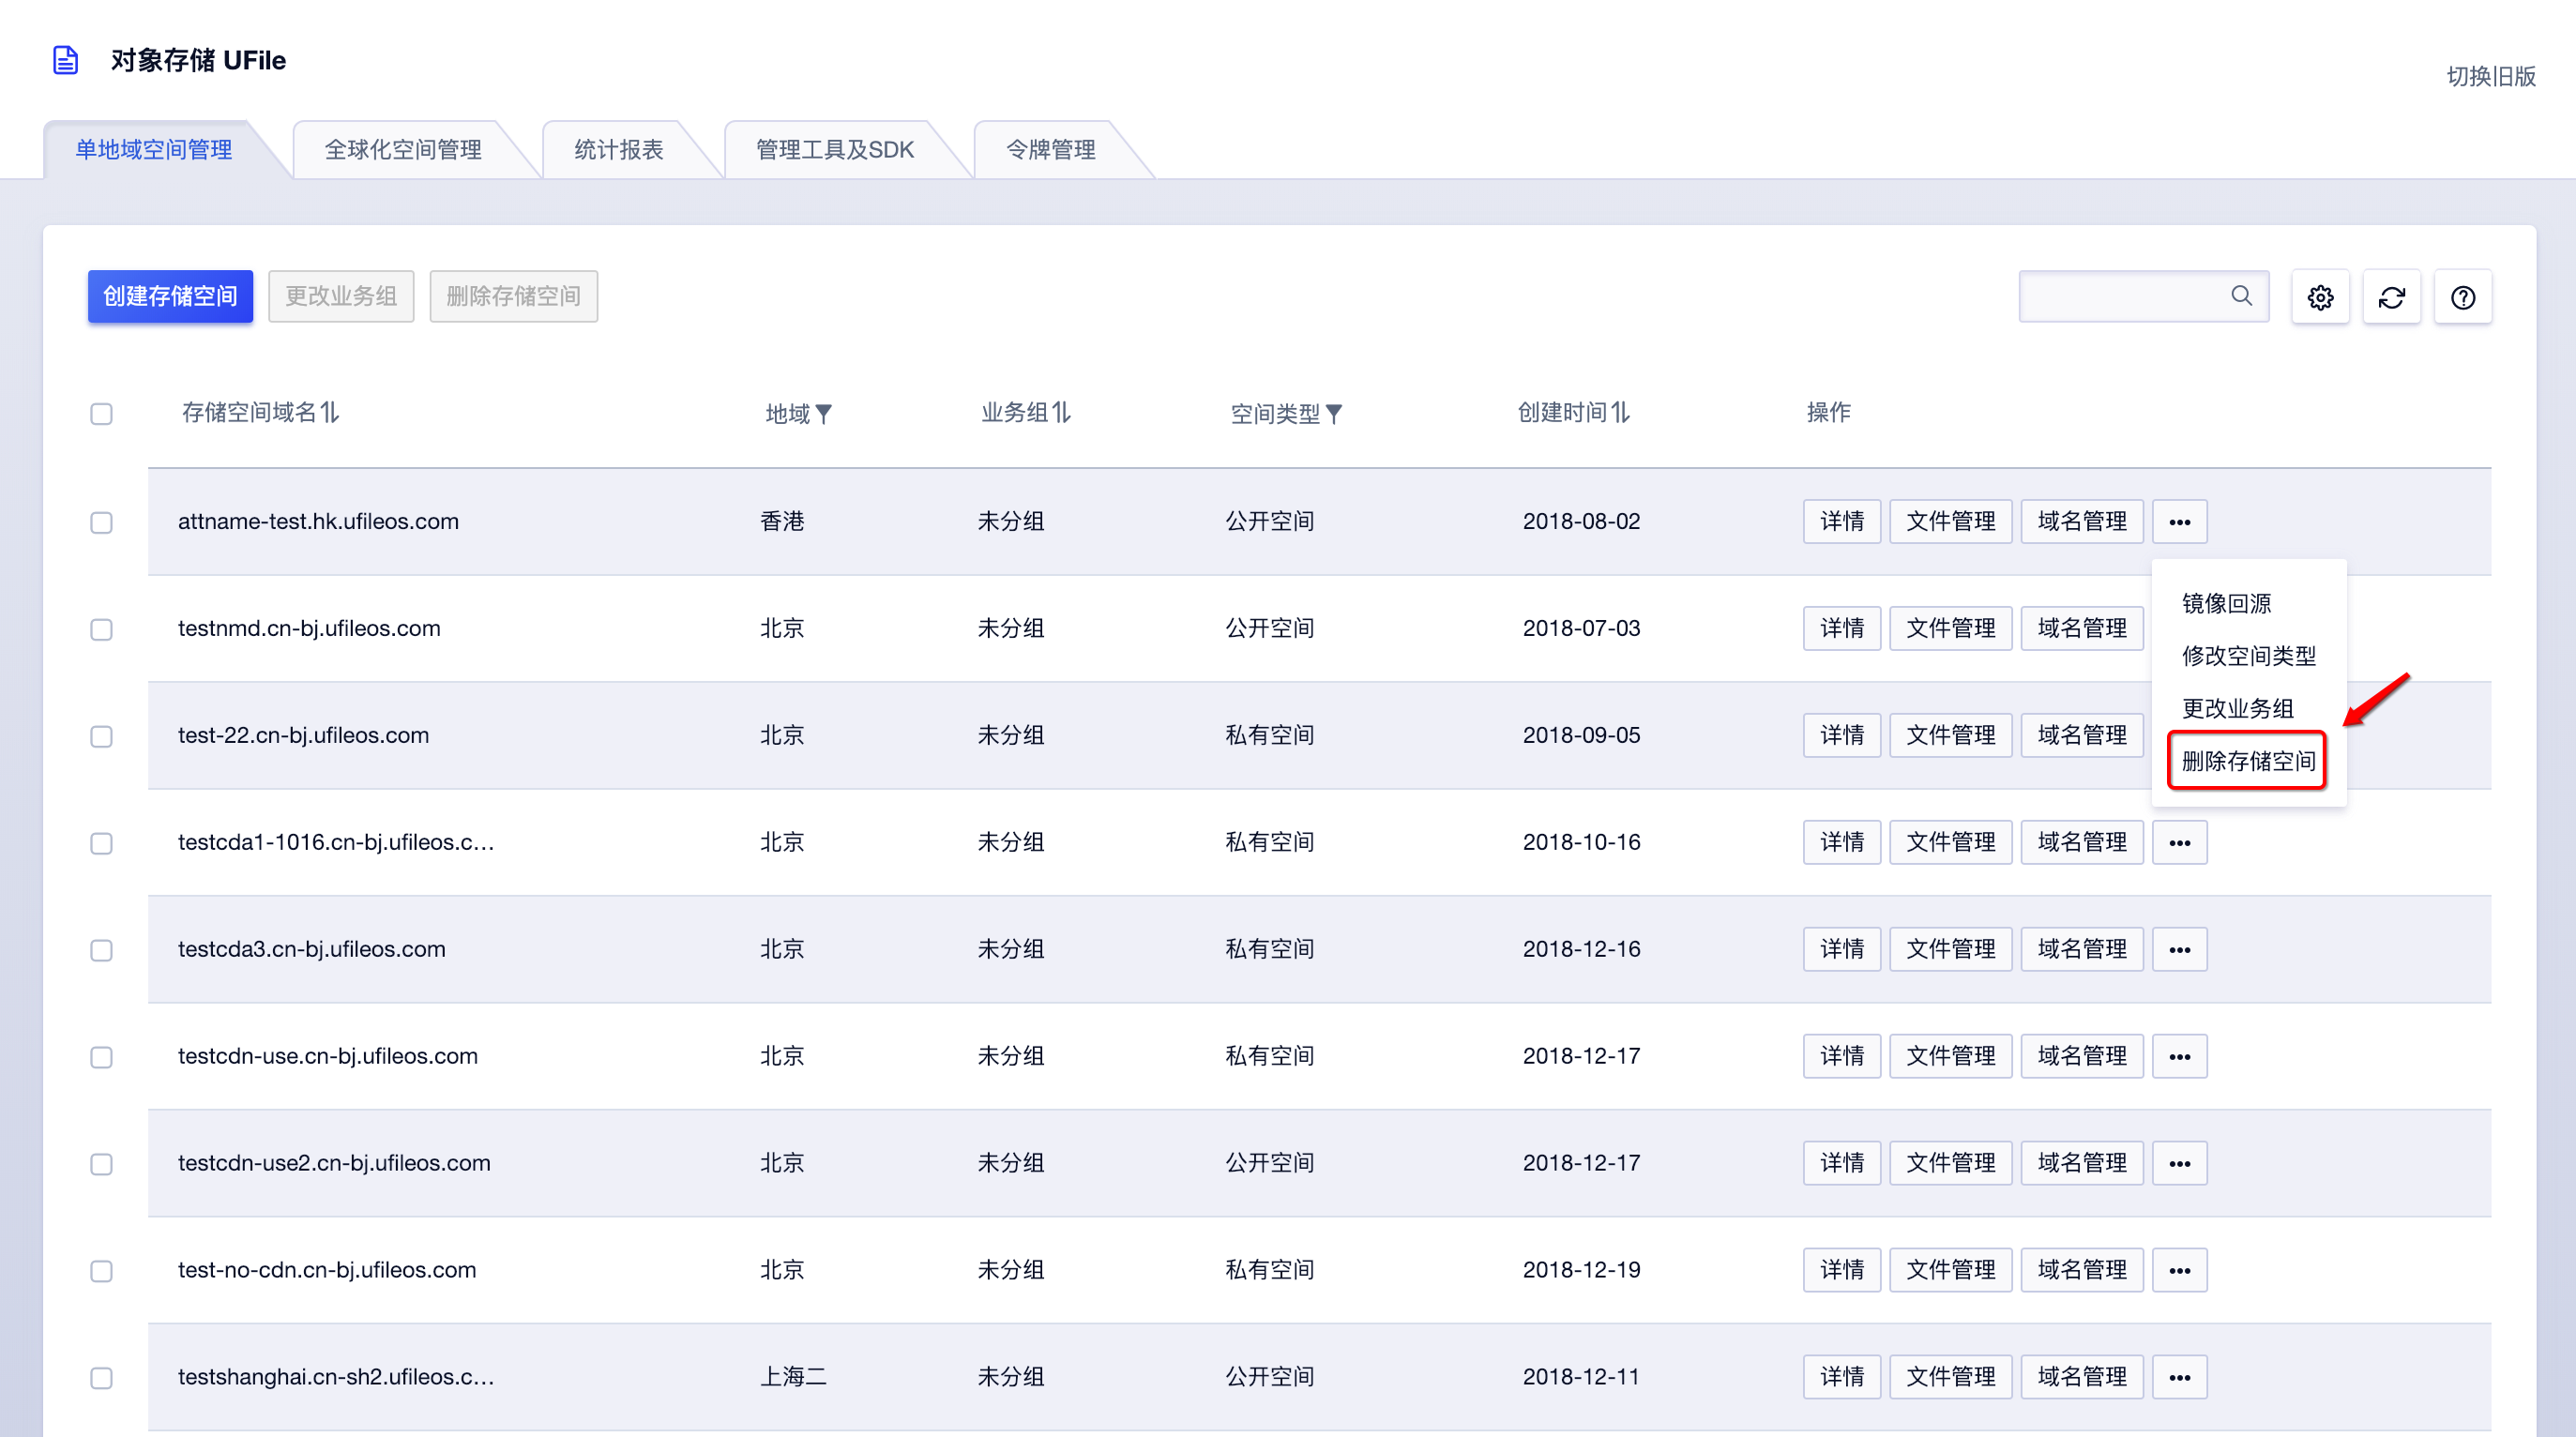 对象存储 UFile
切换旧版
单地域空间管理 全球化空间管理 统计报表 管理工具及SDK 令牌管理
创建存储空间 更改业务组 删除存储空间
存储空间域名 地域 业务组 空间类型 创建时间 操作
attname-test.hk.ufileos.com 香港 未分组 公开空间 2018-08-02 详情 文件管理 域名管理 •••
镜像回源
testnmd.cn-bj.ufileos.com 北京 未分组 公开空间 2018-07-03 详情 文件管理 域名管理
修改空间类型
更改业务组
test-22.cn-bj.ufileos.com 北京 未分组 私有空间 2018-09-05 详情 文件管理 域名管理
删除存储空间
testcda1-1016.cn-bj.ufileos.c... 北京 未分组 私有空间 2018-10-16 详情 文件管理 域名管理 •••
testcda3.cn-bj.ufileos.com 北京 未分组 私有空间 2018-12-16 详情 文件管理 域名管理 •••
testcdn-use.cn-bj.ufileos.com 北京 未分组 私有空间 2018-12-17 详情 文件管理 域名管理 •••
testcdn-use2.cn-bj.ufileos.com 北京 未分组 公开空间 2018-12-17 详情 文件管理 域名管理 •••
test-no-cdn.cn-bj.ufileos.com 北京 未分组 私有空间 2018-12-19 详情 文件管理 域名管理 •••
testshanghai.cn-sh2.ufileos.c... 上海二 未分组 公开空间 2018-12-11 详情 文件管理 域名管理 •••